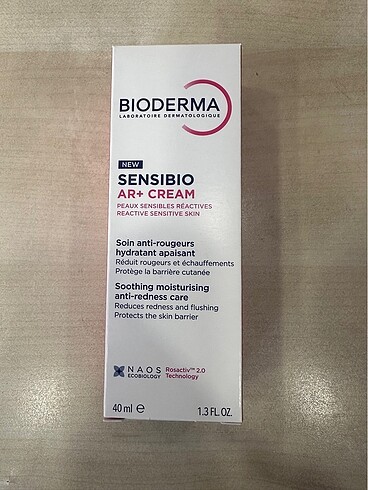 BIODERMA
LABORATOIRE DERMATOLOGIQUE
NEW
SENSIBIO
AR+ CREAM
PEAUX SENSIBLES RÉACTIVES
REACTIVE SENSITIVE SKIN
Soin anti-rougeurs
hydratant apaisant
Réduit rougeurs et échauffements
Protège la barrière cutanée
Soothing moisturising
anti-redness care
Reduces redness and flushing
Protects the skin barrier
NAOS Rosactiv™ 2.0
ECOBIOLOGY Technology
40 ml e 1.3 FL. OZ.